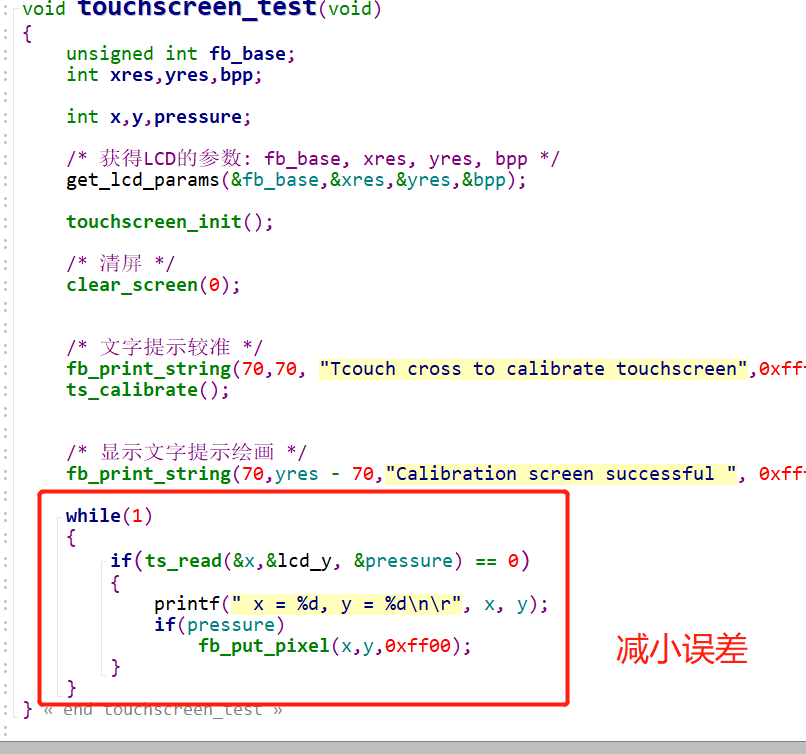 void touchscreen_test(void)
{
unsigned int fb_base;
int xres,yres,bpp;
int x,y,pressure;
/* 获得LCD的参数: fb_base, xres, yres, bpp */
get_lcd_params(&fb_base,&xres,&yres,&bpp);
touchscreen_init();
/* 清屏 */
clear_screen(0);
/* 文字提示较准 */
fb_print_string(70,70, "Tcouch cross to calibrate touchscreen",0xff
ts_calibrate();
/* 显示文字提示绘画 */
fb_print_string(70,yres - 70,"Calibration screen successful ", 0xff
while(1)
{
if(ts_read(&x,&lcd_y, &pressure) == 0)
{
printf(" x = %d, y = %d\n\r", x, y);
if(pressure)
fb_put_pixel(x,y,0xff00);
}
}
} « end touchscreen_test »
减小误差